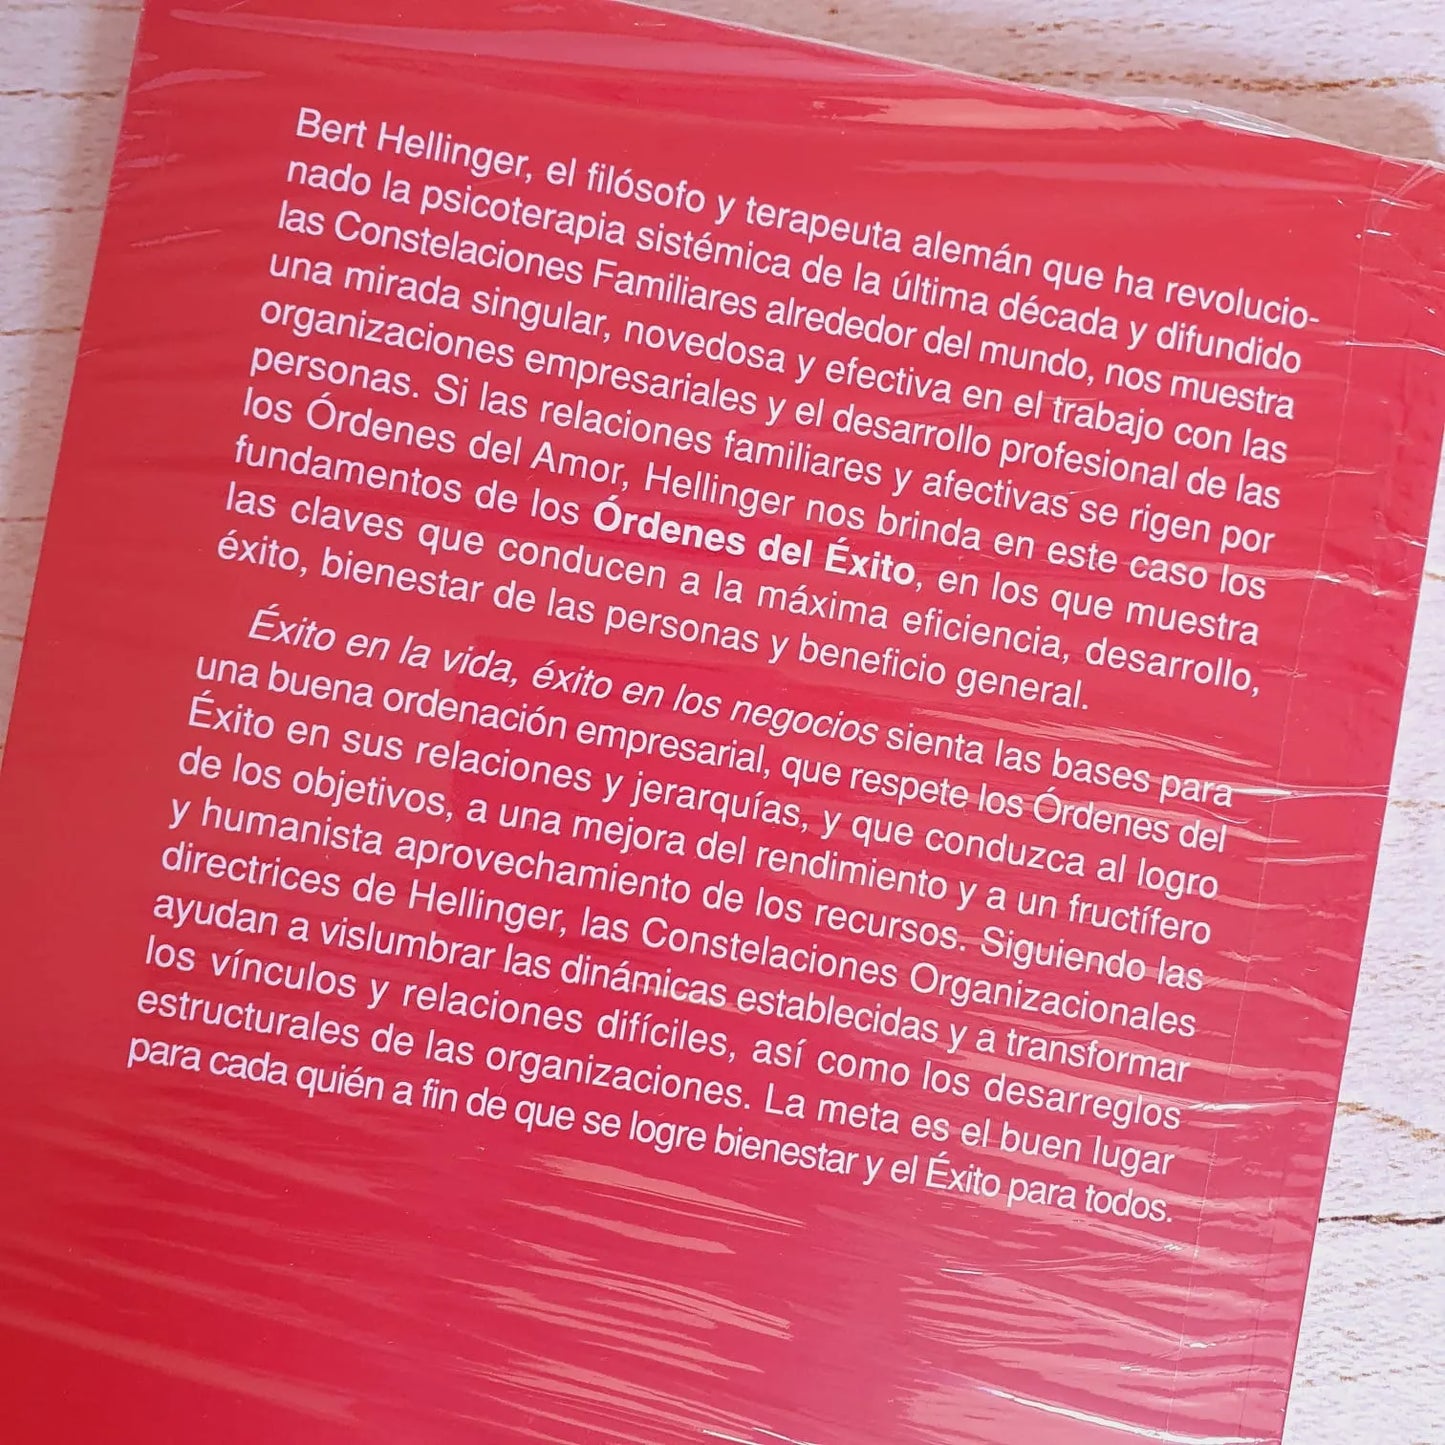 Bert Hellinger, el filósofo y terapeuta alemán que ha revolucio-
nado la psicoterapia sistémica de la última década y difundido
las Constelaciones Familiares alrededor del mundo, nos muestra
una mirada singular, novedosa y efectiva en el trabajo con las
organizaciones empresariales y el desarrollo profesional de las
personas. Si las relaciones familiares y afectivas se rigen por
los Órdenes del Amor, Hellinger nos brinda en este caso los
fundamentos de los Órdenes del Éxito, en los que muestra
las claves que conducen a la máxima eficiencia, desarrollo,
éxito, bienestar de las personas y beneficio general.
Éxito en la vida, éxito en los negocios sienta las bases para
una buena ordenación empresarial, que respete los Órdenes del
Éxito en sus relaciones y jerarquías, y que conduzca al logro
de los objetivos, a una mejora del rendimiento y a un fructífero
y humanista aprovechamiento de los recursos. Siguiendo las
directrices de Hellinger, las Constelaciones Organizacionales
ayudan a vislumbrar las dinámicas establecidas y a transformar
los vínculos y relaciones difíciles, así como los desarreglos
estructurales de las organizaciones. La meta es el buen lugar
para cada quién a fin de que se logre bienestar y el Éxito para todos.